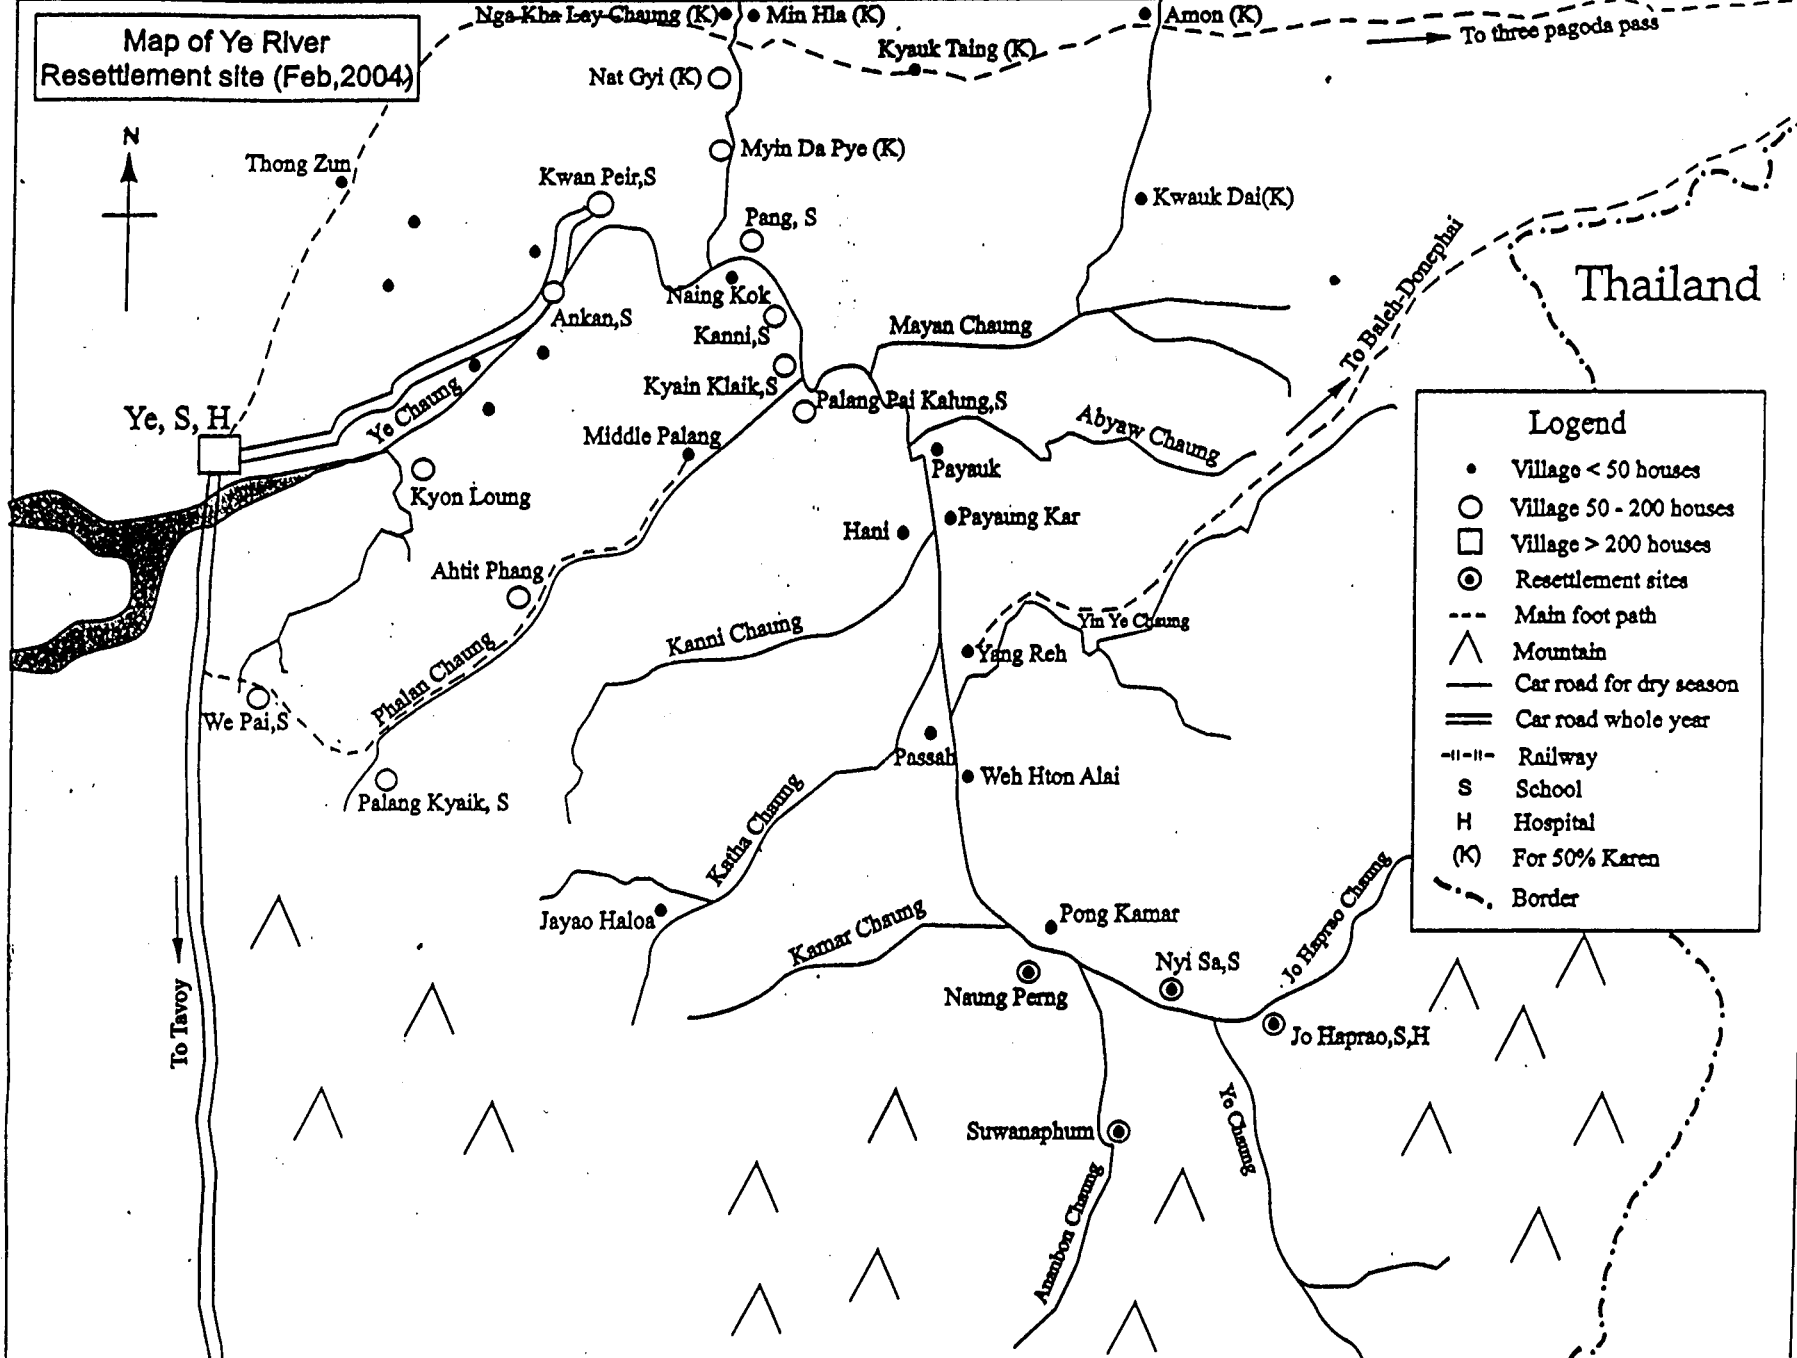 Nga-Kha Ley Chaung (K)
Min Hla (K)
Amon (K)
Map of Ye River
Resettlement site (Feb,2004)
To three pagoda pass
Kyauk Taing (K)
Nat Gyi (K)
N
Myin Da Pye (K)
Thong Zun
Kwan Peir,S
Kwauk Dai(K)
Pang, S
To Baleh-Donephai
Thailand
Naing Kok
Ankan,S
Kanni,S
Mayan Chaung
Kyain Klaik,S
Palang Pai Kalung,S
Ye, S, H
Ye Chaung
Abyaw Chaung
Middle Palang
Payauk
Kyon Loung
Hani
Payaung Kar
Ahtit Phang
Kanni Chaung
Yin Ye Chaung
Yang Reh
Phalan Chaung
We Pai,S
Passah
Weh Hton Alai
Palang Kyaik, S
Katha Chaung
Jayao Haloa
Kamar Chaung
Pong Kamar
Jo Haprao Chaung
Nyi Sa,S
Naung Perng
Jo Haprao,S,H
To Tavoy
Suwanaphum
Ye Chaung
Ananbon Chaung
Legend
Village < 50 houses
Village 50 - 200 houses
Village > 200 houses
Resettlement sites
Main foot path
Mountain
Car road for dry season
Car road whole year
Railway
S School
H Hospital
(K) For 50% Karen
Border